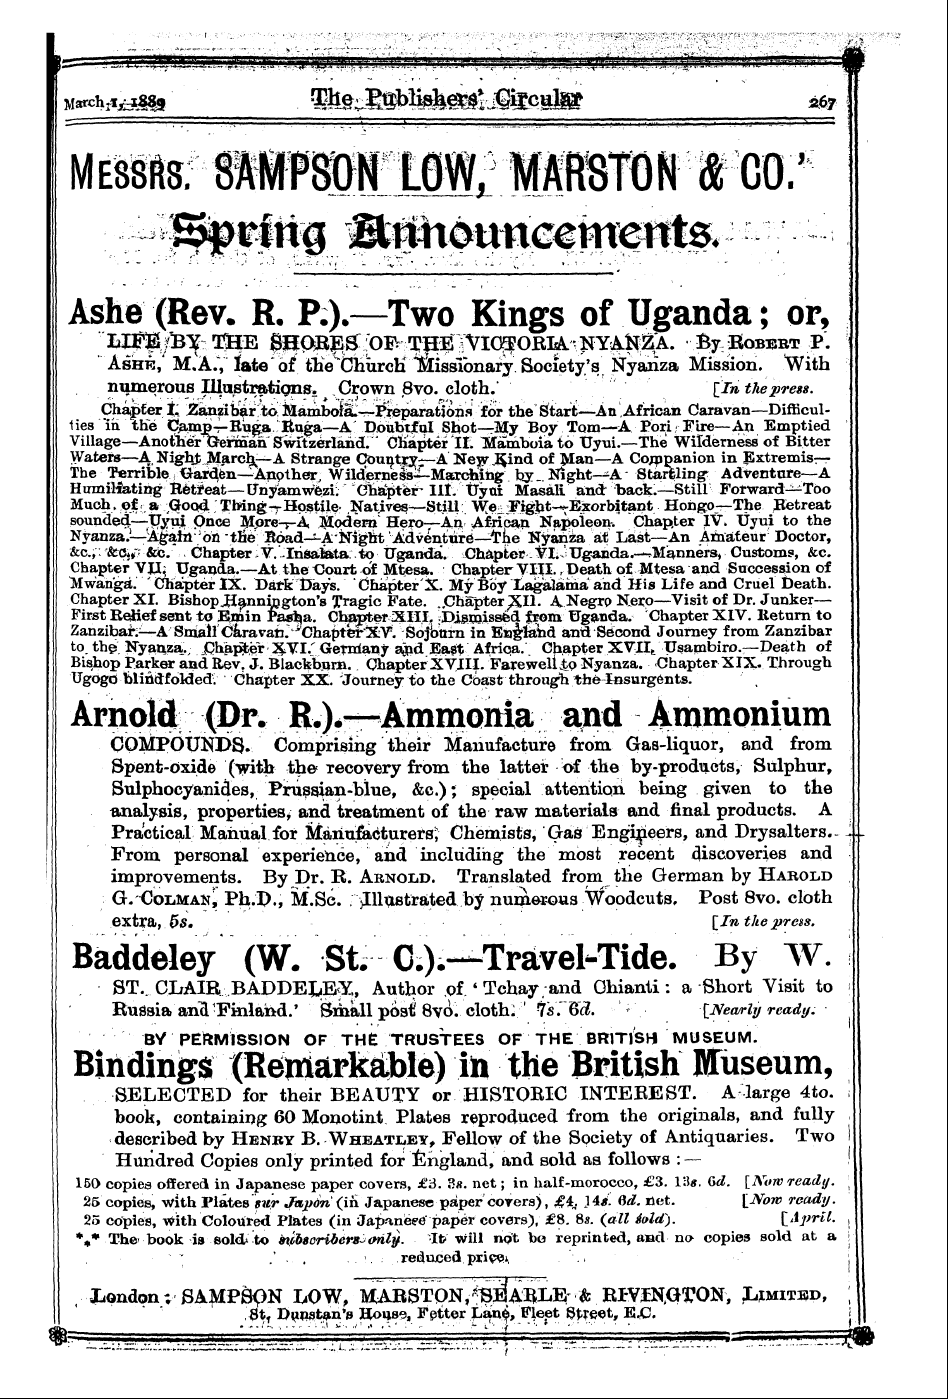 March 1, 1889 The Publishers' Circular 267
MESSRS. SAMPSON LOW, MARSTON & CO.'
Spring Announcements.
Ashe (Rev. R. P.).—Two Kings of Uganda; or,
LIFE BY THE SHORES OF THE VICTORIA NYANZA. By ROBERT P.
ASHE, M.A., late of the Church Missionary Society's Nyanza Mission. With
numerous Illustrations. Crown 8vo. cloth. [In the press.
Chapter I. Zanzibar to Mamboia.—Preparations for the Start—An African Caravan—Difficul-
ties in the Camp—Ruga Ruga—A Doubtful Shot—My Boy Tom—A Pori Fire—An Emptied
Village—Another German Switzerland. Chapter II. Mamboia to Uyui.—The Wilderness of Bitter
Waters—A Night March—A Strange Country—A New Kind of Man—A Companion in Extremis—
The Terrible Garden—Another Wilderness—Marching by Night—A Startling Adventure—A
Humiliating Retreat—Unyamwezi. Chapter III. Uyui Masali and back.—Still Forward—Too
Much of a Good Thing—Hostile Natives—Still We Fight—Exorbitant Hongo—The Retreat
sounded—Uyui Once More—A Modern Hero—An African Napoleon. Chapter IV. Uyui to the
Nyanza.—Again on the Road—A Night Adventure—The Nyanza at Last—An Amateur Doctor,
&c., &c., &c. Chapter V. Insalata to Uganda. Chapter VI. Uganda.—Manners, Customs, &c.
Chapter VII. Uganda.—At the Court of Mtesa. Chapter VIII. Death of Mtesa and Succession of
Mwanga. Chapter IX. Dark Days. Chapter X. My Boy Lagalama and His Life and Cruel Death.
Chapter XI. Bishop Hannington's Tragic Fate. Chapter XII. A Negro Nero—Visit of Dr. Junker—
First Relief sent to Emin Pasha. Chapter XIII. Dismissed from Uganda. Chapter XIV. Return to
Zanzibar.—A Small Caravan. Chapter XV. Sojourn in England and Second Journey from Zanzibar
to the Nyanza. Chapter XVI. Germany and East Africa. Chapter XVII. Usambiro.—Death of
Bishop Parker and Rev. J. Blackburn. Chapter XVIII. Farewell to Nyanza. Chapter XIX. Through
Ugogo blindfolded. Chapter XX. Journey to the Coast through the Insurgents.
Arnold (Dr. R.).—Ammonia and Ammonium
COMPOUNDS. Comprising their Manufacture from Gas-liquor, and from
Spent-oxide (with the recovery from the latter of the by-products, Sulphur,
Sulphocyanides, Prussian-blue, &c.); special attention being given to the
analysis, properties, and treatment of the raw materials and final products. A
Practical Manual for Manufacturers, Chemists, Gas Engineers, and Drysalters.
From personal experience, and including the most recent discoveries and
improvements. By Dr. R. ARNOLD. Translated from the German by HAROLD
G. COLMAN, Ph.D., M.Sc. Illustrated by numerous Woodcuts. Post 8vo. cloth
extra, 5s. [In the press.
Baddeley (W. St. C.).—Travel-Tide. By W.
ST. CLAIR BADDELEY, Author of 'Tchay and Chianti: a Short Visit to
Russia and Finland.' Small post 8vo. cloth. 7s. 6d. [Nearly ready.
BY PERMISSION OF THE TRUSTEES OF THE BRITISH MUSEUM.
Bindings (Remarkable) in the British Museum,
SELECTED for their BEAUTY or HISTORIC INTEREST. A large 4to.
book, containing 60 Monotint Plates reproduced from the originals, and fully
described by HENRY B. WHEATLEY, Fellow of the Society of Antiquaries. Two
Hundred Copies only printed for England, and sold as follows:—
150 copies offered in Japanese paper covers, £3. 3s. net; in half-morocco, £3. 13s. 6d. [Now ready.
25 copies, with Plates sur Japon (in Japanese paper covers), £4. 14s. 6d. net. [Now ready.
25 copies, with Coloured Plates (in Japanese paper covers), £8. 8s. (all sold). [April.
*** The book is sold to subscribers only. It will not be reprinted, and no copies sold at a
reduced price.
London: SAMPSON LOW, MARSTON, SEARLE & RIVINGTON, LIMITED,
St. Dunstan's House, Fetter Lane, Fleet Street, E.C.